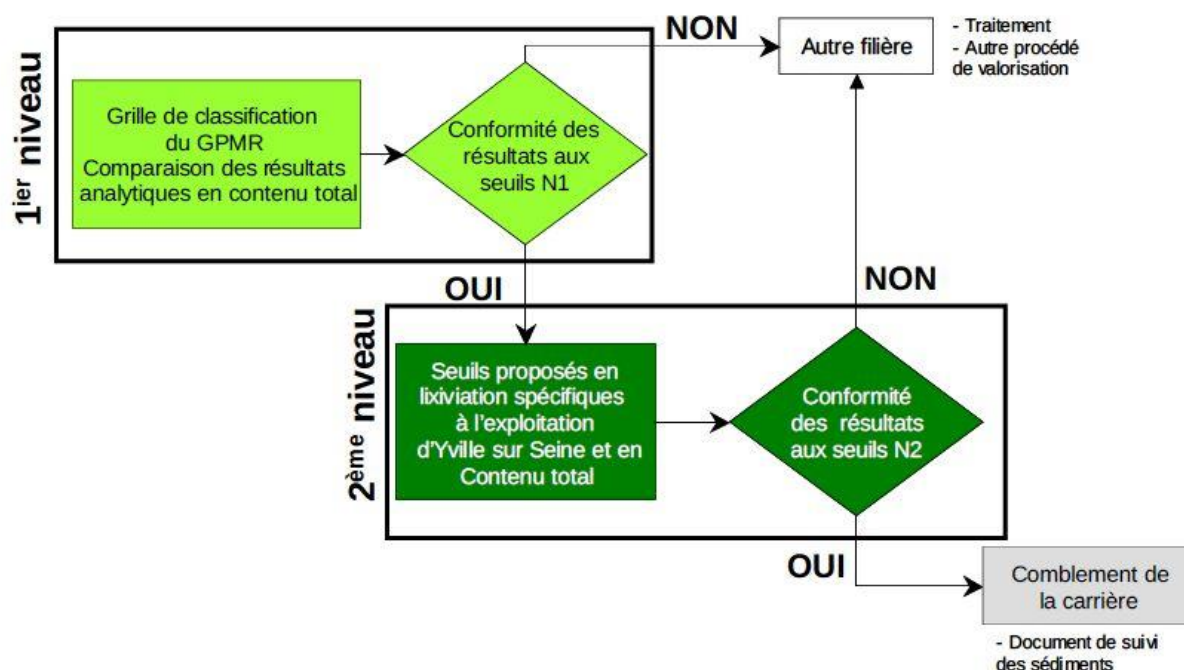 1ier niveau
Grille de classification
du GPMR
Comparaison des résultats
analytiques en contenu total
Conformité des
résultats aux
seuils N1
NON
Autre filière
- Traitement
- Autre procédé
de valorisation
OUI
2ème niveau
Seuils proposés en
lixiviation spécifiques
à l'exploitation
d'Yville sur Seine et en
Contenu total
Conformité
des résultats
aux seuils N2
NON
OUI
Comblement de
la carrière
- Document de suivi
des sédiments